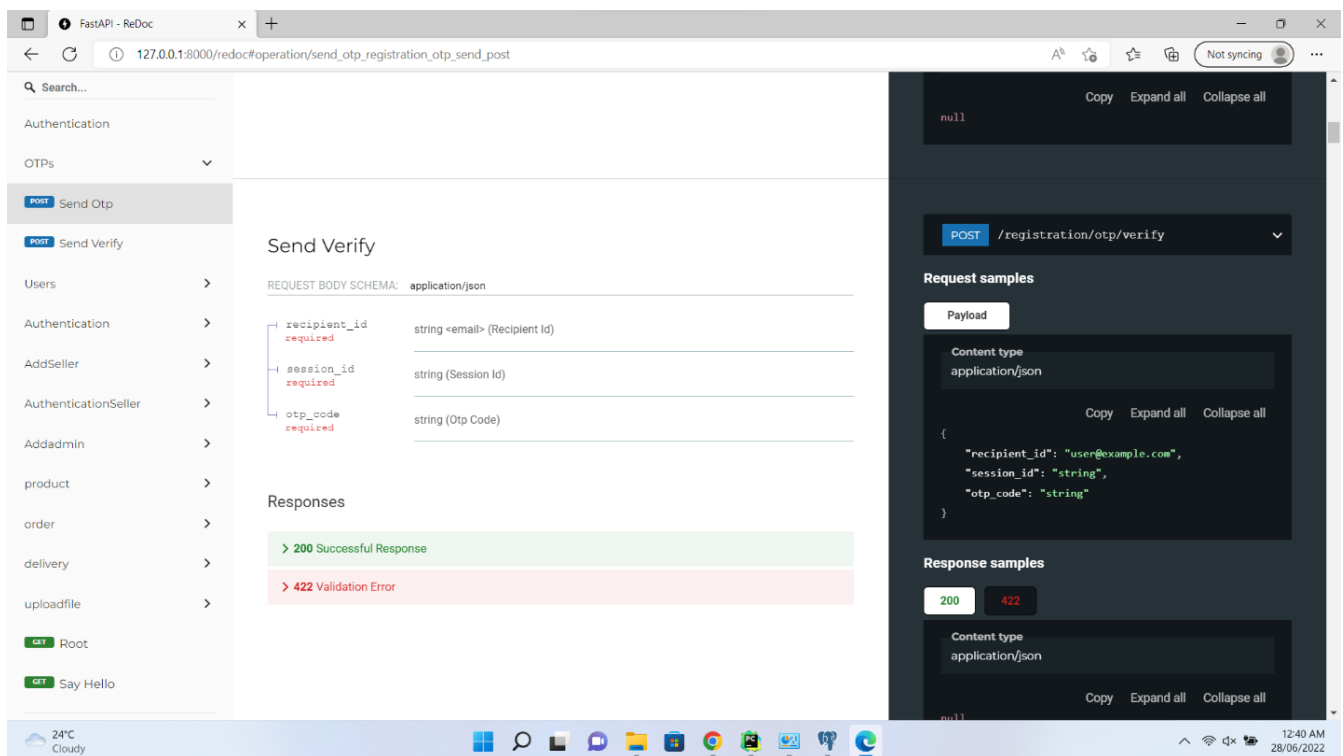 FastAPI - ReDoc
127.0.0.1:8000/redoc#operation/send_otp_registration_otp_send_post
Not syncing
Search...
Authentication
OTPs
POST Send Otp
POST Send Verify
Users
Authentication
AddSeller
AuthenticationSeller
Addadmin
product
order
delivery
uploadfile
GET Root
GET Say Hello
Send Verify
REQUEST BODY SCHEMA: application/json
recipient_id
required
string <email> (Recipient Id)
session_id
required
string (Session Id)
otp_code
required
string (Otp Code)
Responses
200 Successful Response
422 Validation Error
Copy Expand all Collapse all
null
POST /registration/otp/verify
Request samples
Payload
Content type
application/json
Copy Expand all Collapse all
{
"recipient_id": "user@example.com",
"session_id": "string",
"otp_code": "string"
}
Response samples
200 422
Content type
application/json
Copy Expand all Collapse all
null
24°C
Cloudy
12:40 AM
28/06/2022